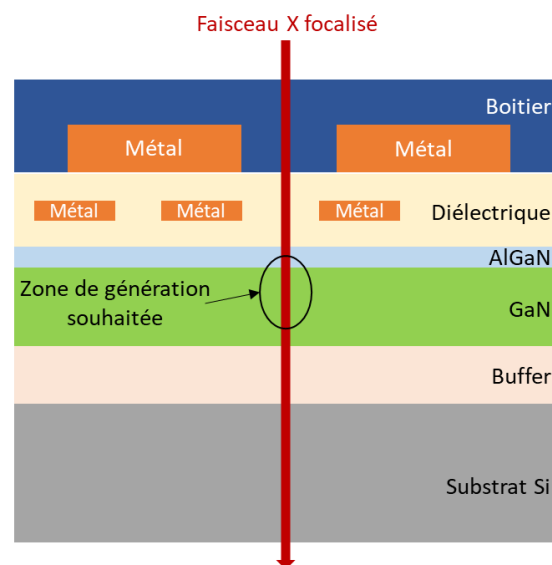 Faisceau X focalisé
Boitier
Métal
Métal
Métal
Métal
Métal
Diélectrique
AlGaN
Zone de génération
souhaitée
GaN
Buffer
Substrat Si